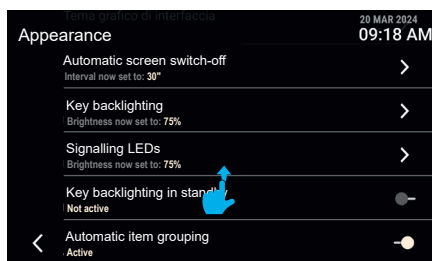 Tema grafico di interfaccia
20 MAR 2024
Appearance
09:18 AM
Automatic screen switch-off
Interval now set to: 30"
Key backlighting
Brightness now set to: 75%
Signalling LEDs
Brightness now set to: 75%
Key backlighting in standby
Not active
Automatic item grouping
Active